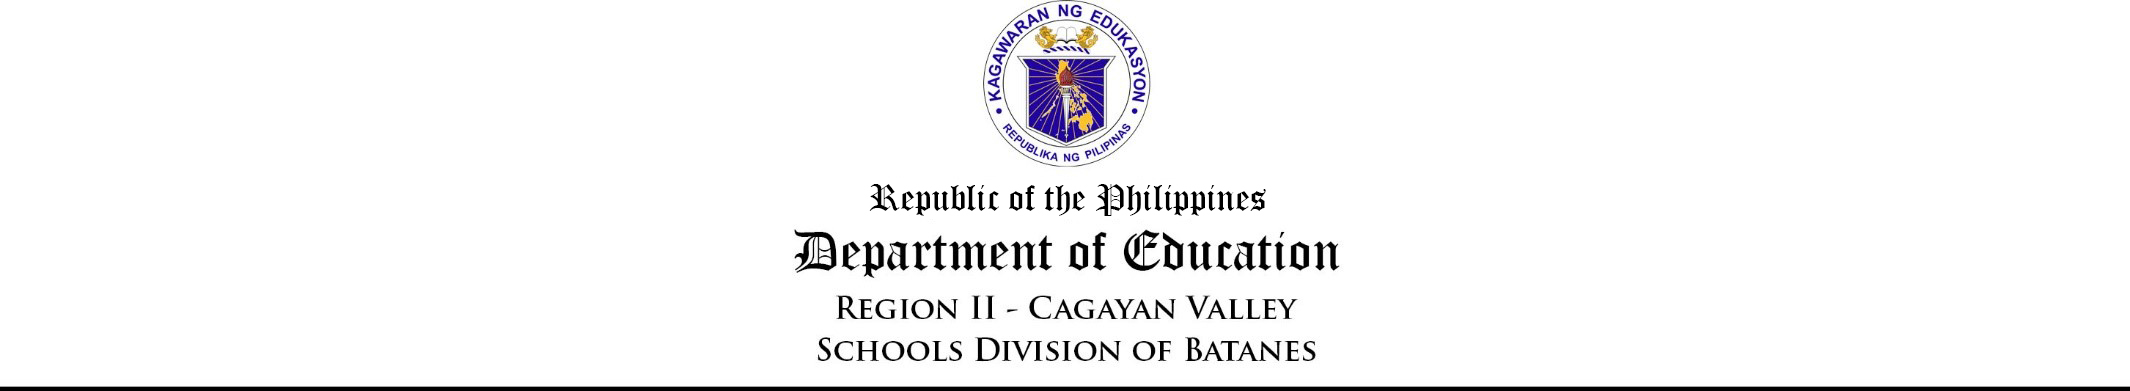 KAGAWARAN NG EDUKASYON
REPUBLIKA NG PILIPINAS
Republic of the Philippines
Department of Education
REGION II - CAGAYAN VALLEY
SCHOOLS DIVISION OF BATANES